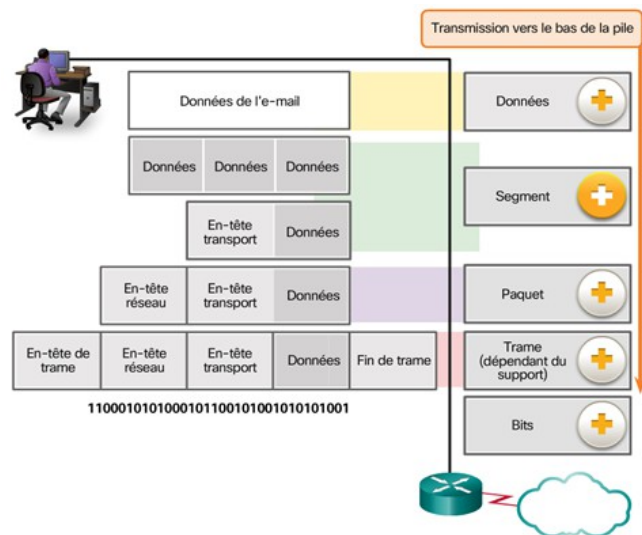 Transmission vers le bas de la pile
Données de l'e-mail
Données
Données Données Données
Segment
En-tête
transport
Données
En-tête
réseau
En-tête
transport
Données
Paquet
En-tête de
trame
En-tête
réseau
En-tête
transport
Données
Fin de trame
Trame
(dépendant du
support)
1100010101000101100101001010101001
Bits